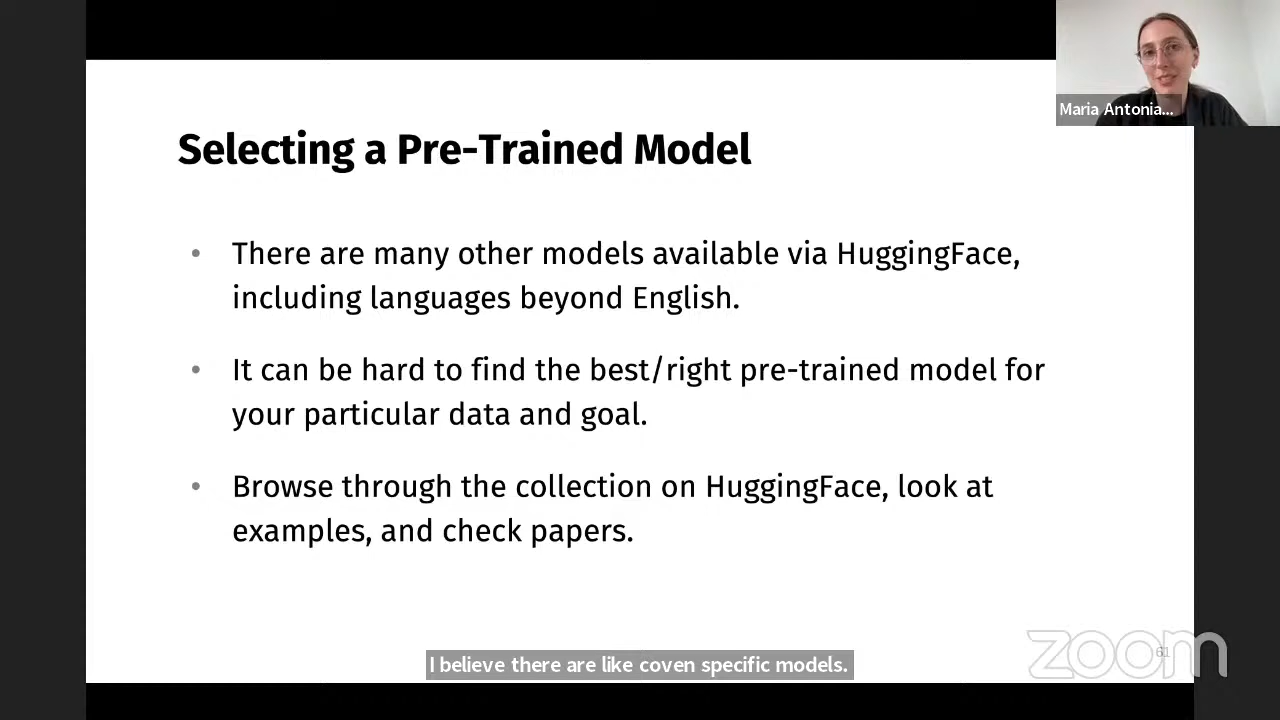 Maria Antonia...
Selecting a Pre-Trained Model
• There are many other models available via HuggingFace,
including languages beyond English.
• It can be hard to find the best/right pre-trained model for
your particular data and goal.
• Browse through the collection on HuggingFace, look at
examples, and check papers.
I believe there are like coven specific models.
zoom
61